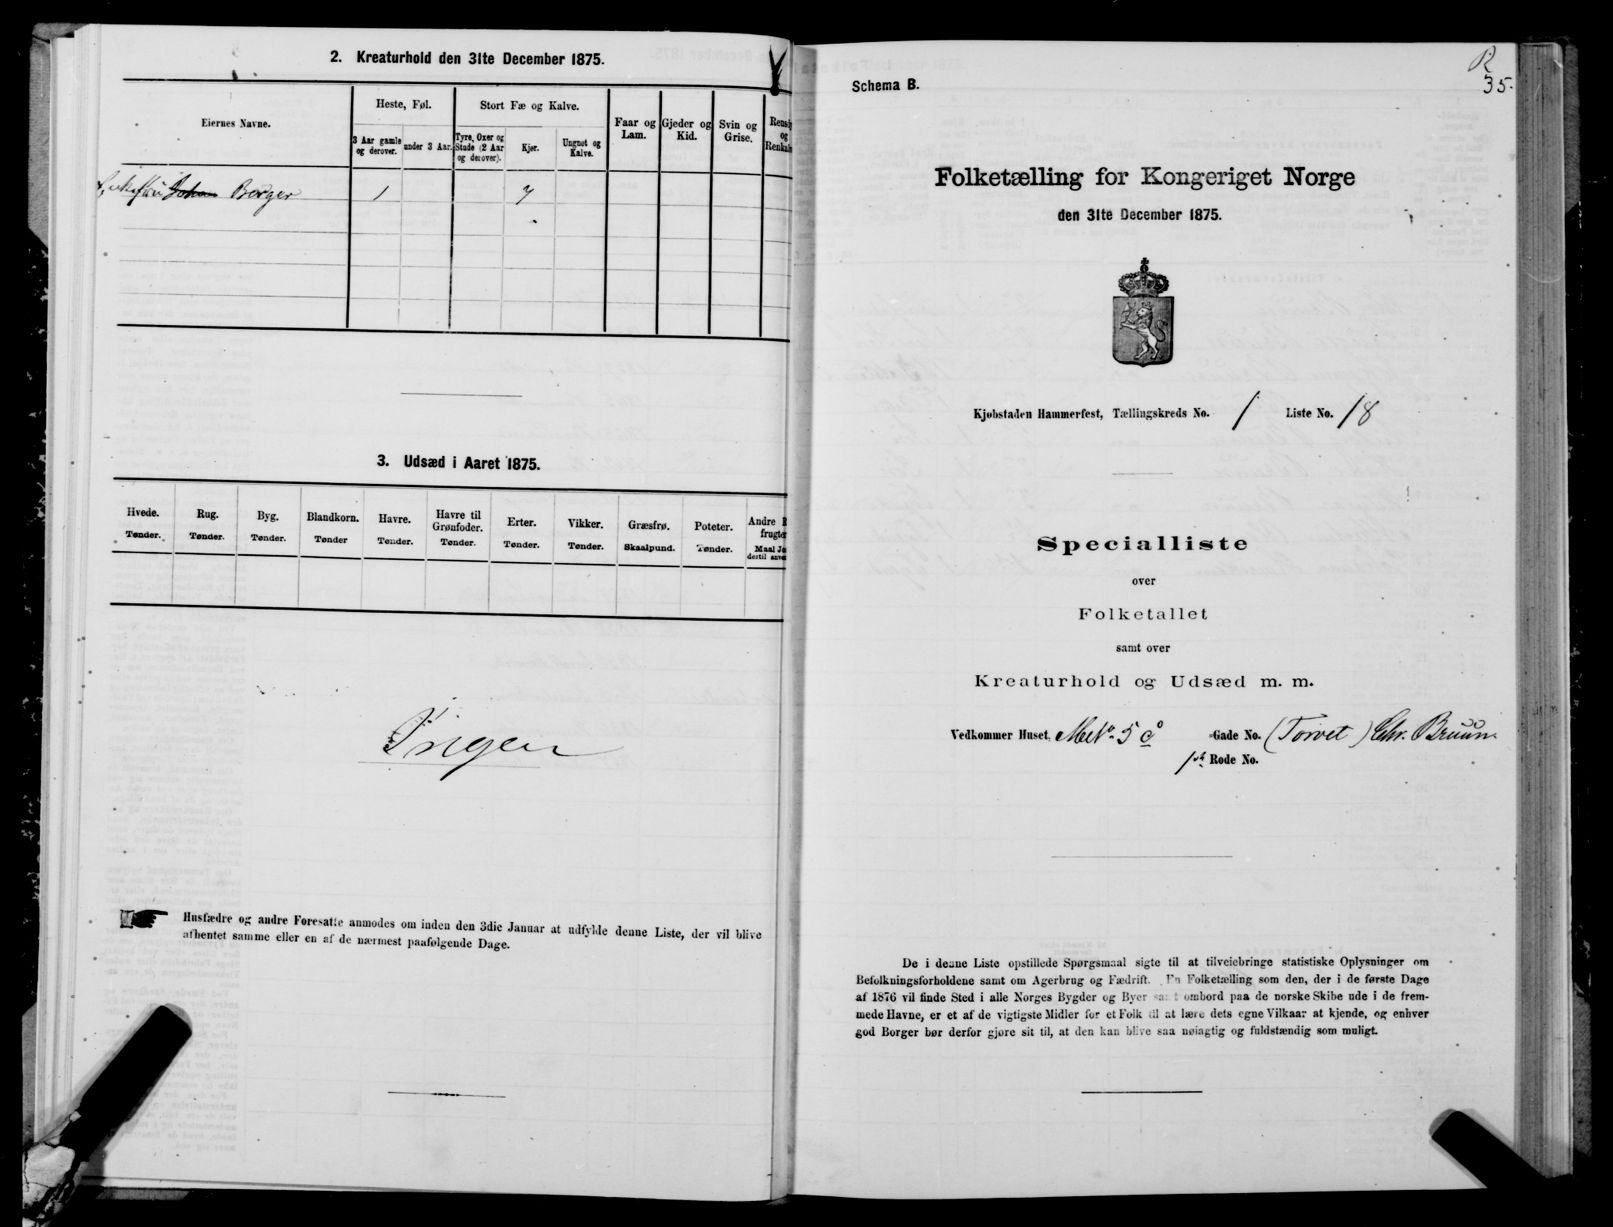 2. Kreaturhold den 31te December 1875.
Eiernes Navne.
Heste, Føl.
Stort Fæ og Kalve.
Faar og Lam.
Gjeder og Kid.
Svin og Grise.
3 Aar gamle og derover.
under 3 Aar.
Tyre, Oxer og Stude (2 Aar og derover).
Kjør.
Ungnøt og Kalve.
Johan Borger 1
3. Udsæd i Aaret 1875.
Hvede. Rug. Byg. Blandkorn. Havre. Havre til Grønfoder. Erter. Vikker. Græsfrø. Poteter. Andre
Tønder. Tønder. Tønder. Tønder Tønder. Tønder. Tønder. Tønder. Skaalpund. Tønder.
Ingen
Husfædre og andre Foresatte anmodes om inden den 3die Januar at udfylde denne Liste, der vil blive
afhentet samme eller en af de nærmest paafølgende Dage.
Schema B.
35.
Folketælling for Kongeriget Norge
den 31te December 1875.
Kjøbstaden Hammerfest, Tællingskreds No. 1 Liste No. 18
Specialliste
over
Folketallet
samt over
Kreaturhold og Udsæd m. m.
Vedkommer Huset, No. 5 Gade No. (Torvet) Chr. Bruun
Rode No.
De i denne Liste opstillede Spørgsmaal sigte til at tilveiebringe statistiske Oplysninger om
Befolkningsforholdene samt om Agerbrug og Fædrift. En Folketælling som den, der i de første Dage
af 1876 vil finde Sted i alle Norges Bygder og Byer samt ombord paa de norske Skibe ude i de frem-
mede Havne, er et af de vigtigste Midler for et Folk til at lære dets egne Vilkaar at kjende, og enhver
god Borger bør derfor gjøre sit til, at den kan blive saa nøiagtig og fuldstændig som muligt.